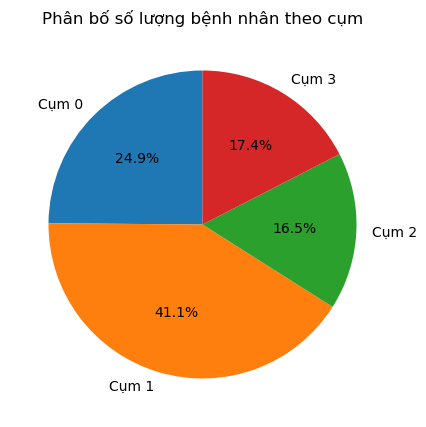 Phân bố số lượng bệnh nhân theo cụm
Cụm 3
Cụm 0
17.4%
24.9%
16.5%
Cụm 2
41.1%
Cụm 1